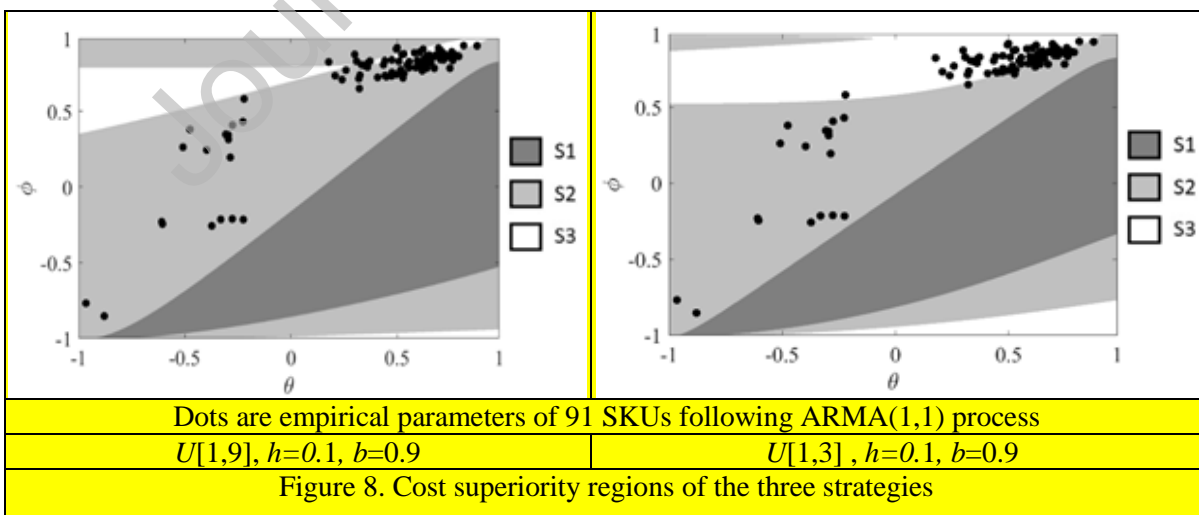 Jour
1
0.5
0
-0.5
-1
ϕ
-1 -0.5 0 0.5 1
θ
S1
S2
S3
1
0.5
0
-0.5
-1
ϕ
-1 -0.5 0 0.5 1
θ
S1
S2
S3
Dots are empirical parameters of 91 SKUs following ARMA(1,1) process
U[1,9], h=0.1, b=0.9
U[1,3] , h=0.1, b=0.9
Figure 8. Cost superiority regions of the three strategies